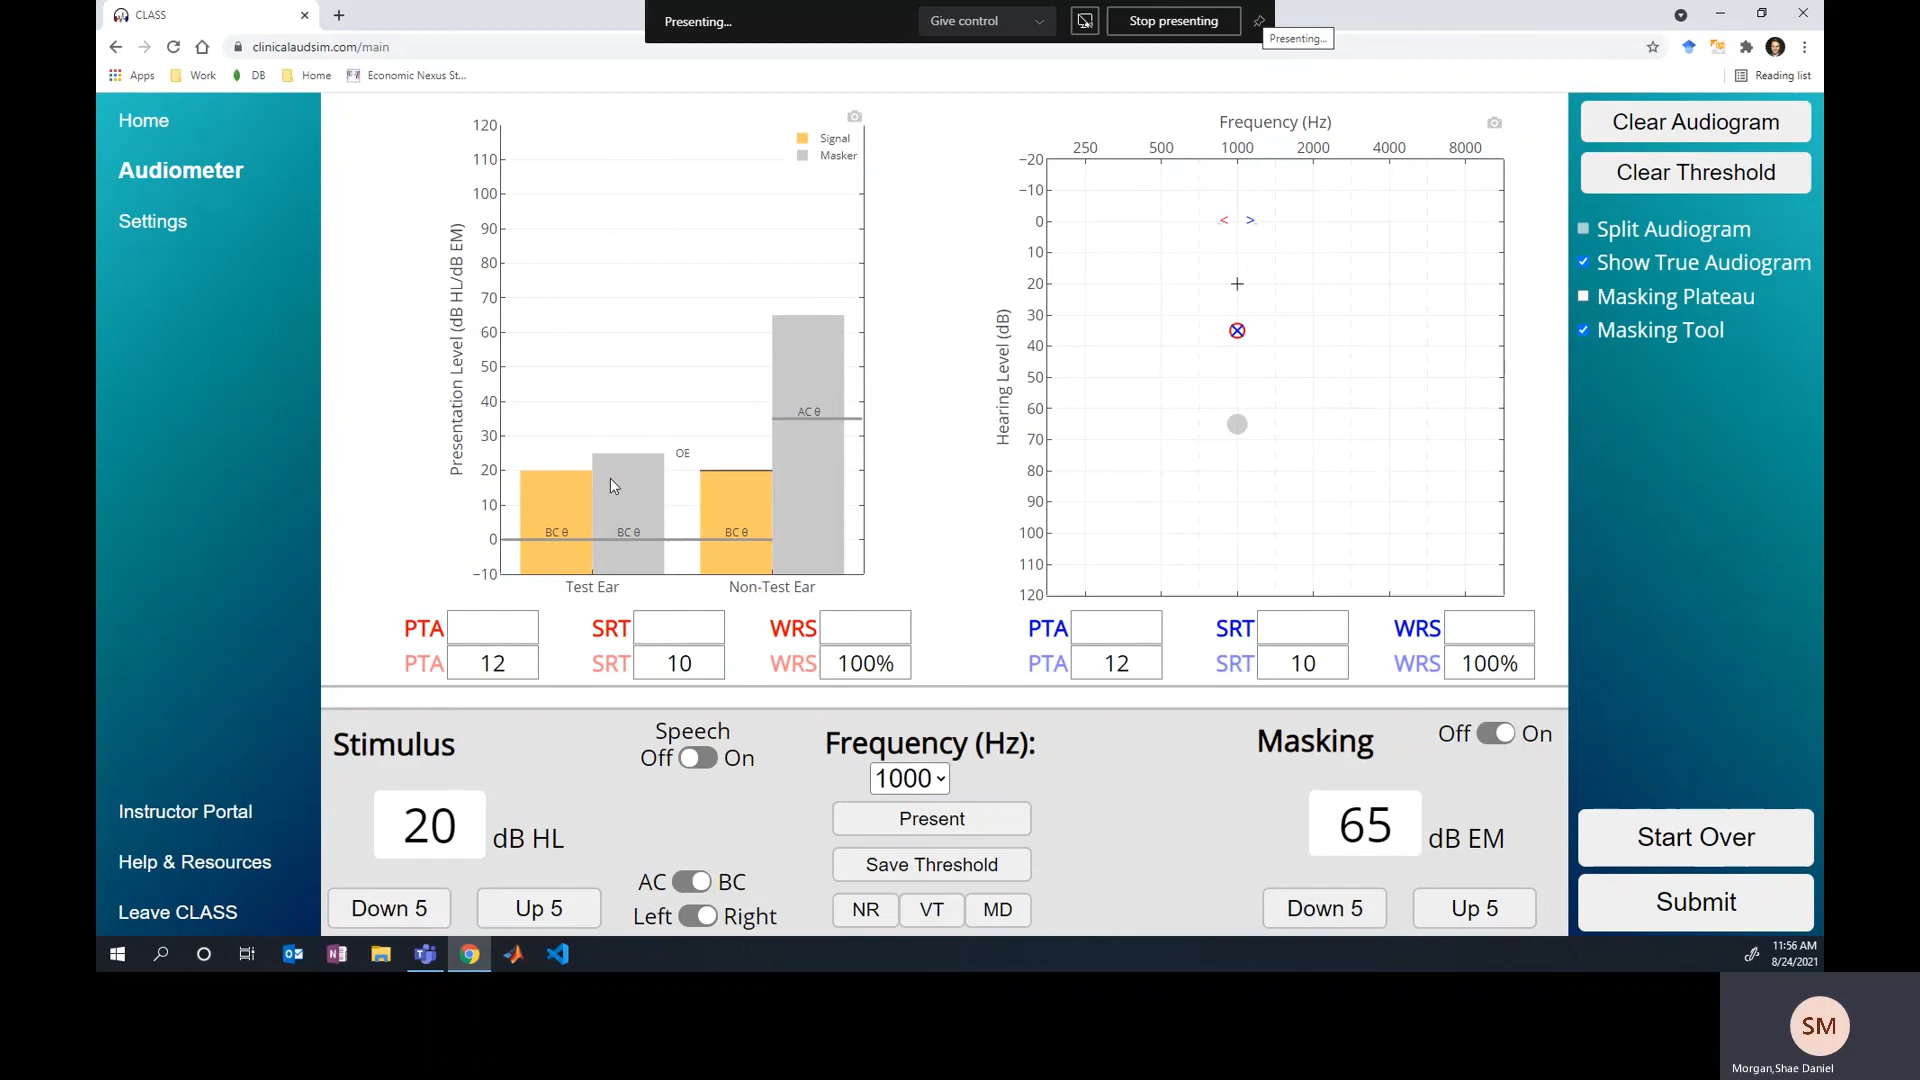 CLASS
Presenting...
Give control
Stop presenting
Presenting...
clinicalaudsim.com/main
Apps
Work
DB
Home
Economic Nexus St...
Reading list
Home
Audiometer
Settings
Instructor Portal
Help & Resources
Leave CLASS
Presentation Level (dB HL/dB EM)
120
110
100
90
80
70
60
50
40
30
20
10
0
−10
Signal
Masker
AC θ
OE
BC θ
BC θ
BC θ
Test Ear
Non-Test Ear
Frequency (Hz)
250
500
1000
2000
4000
8000
Hearing Level (dB)
−20
−10
0
10
20
30
40
50
60
70
80
90
100
110
120
< >
PTA
SRT
WRS
PTA 12
SRT 10
WRS 100%
PTA
SRT
WRS
PTA 12
SRT 10
WRS 100%
Clear Audiogram
Clear Threshold
Split Audiogram
Show True Audiogram
Masking Plateau
Masking Tool
Start Over
Submit
Stimulus
20 dB HL
Down 5
Up 5
Speech
Off On
AC BC
Left Right
Frequency (Hz):
1000
Present
Save Threshold
NR
VT
MD
Masking
Off On
65 dB EM
Down 5
Up 5
11:56 AM
8/24/2021
SM
Morgan,Shae Daniel